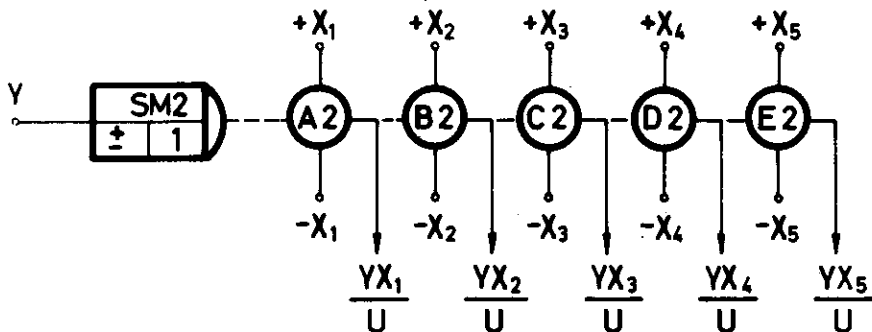 +X₁ +X₂ +X₃ +X₄ +X₅
Y
SM2
± 1
A2 B2 C2 D2 E2
-X₁ -X₂ -X₃ -X₄ -X₅
YX₁ YX₂ YX₃ YX₄ YX₅
U U U U U